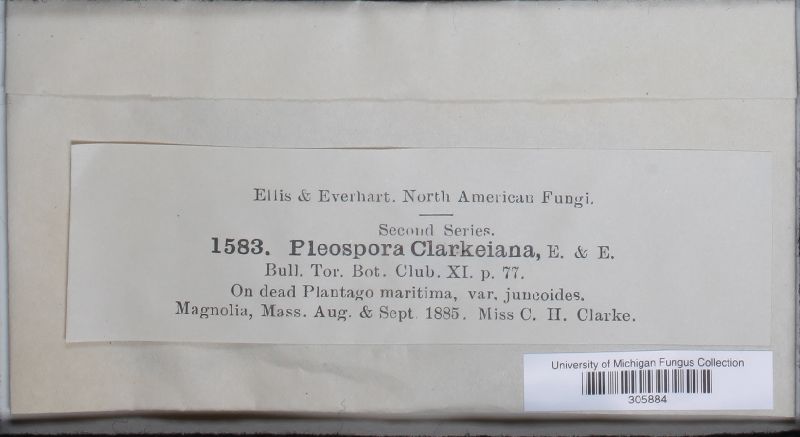 Ellis & Everhart. North American Fungi.
Second Series.
1583. Pleospora Clarkeiana, E. & E.
Bull. Tor. Bot. Club. XI. p. 77.
On dead Plantago maritima, var. juncoides.
Magnolia, Mass. Aug. & Sept. 1885. Miss C. H. Clarke.
University of Michigan Fungus Collection
305884